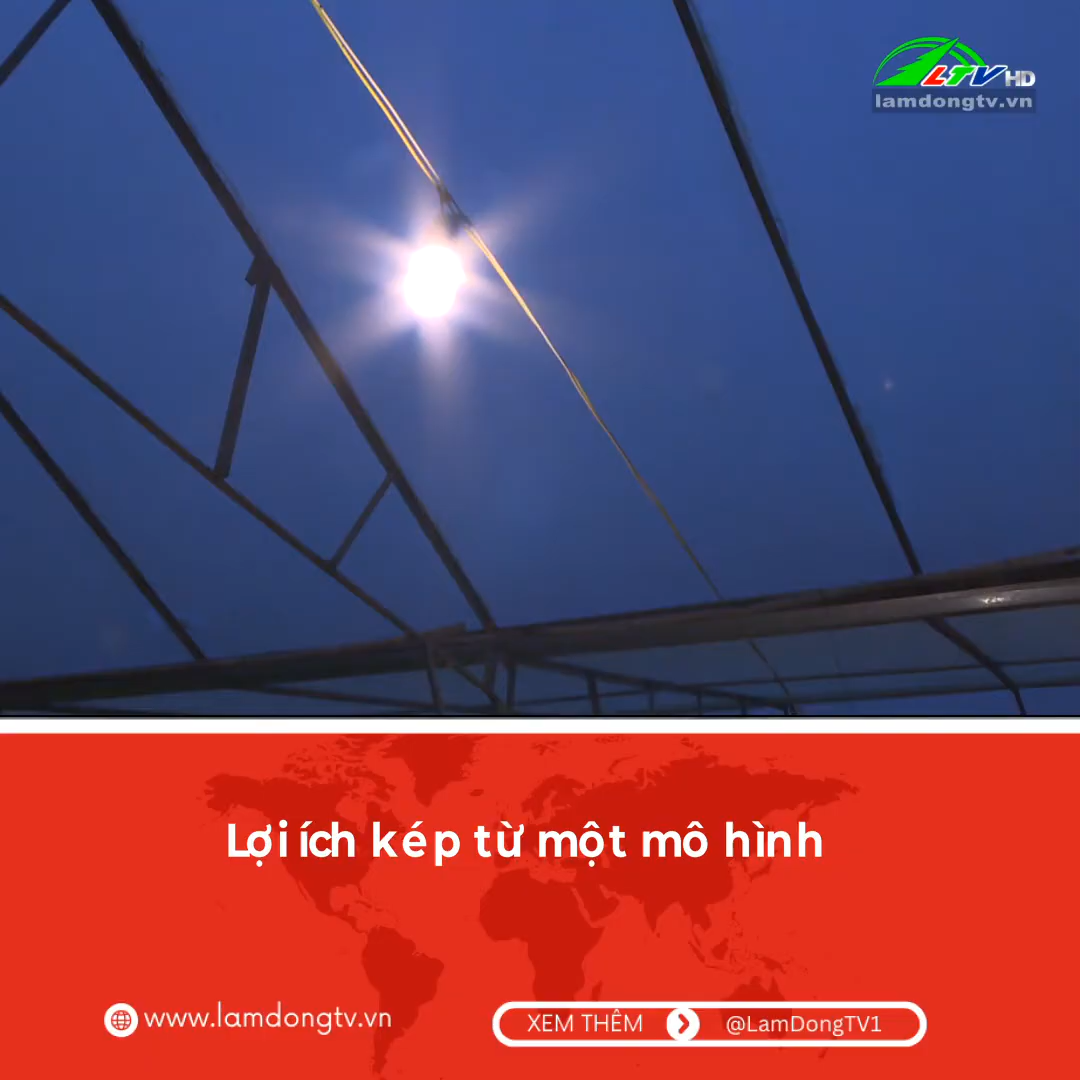 LTV HD
lamdongtv.vn
Lợi ích kép từ một mô hình
www.lamdongtv.vn
XEM THÊM
@LamDongTV1